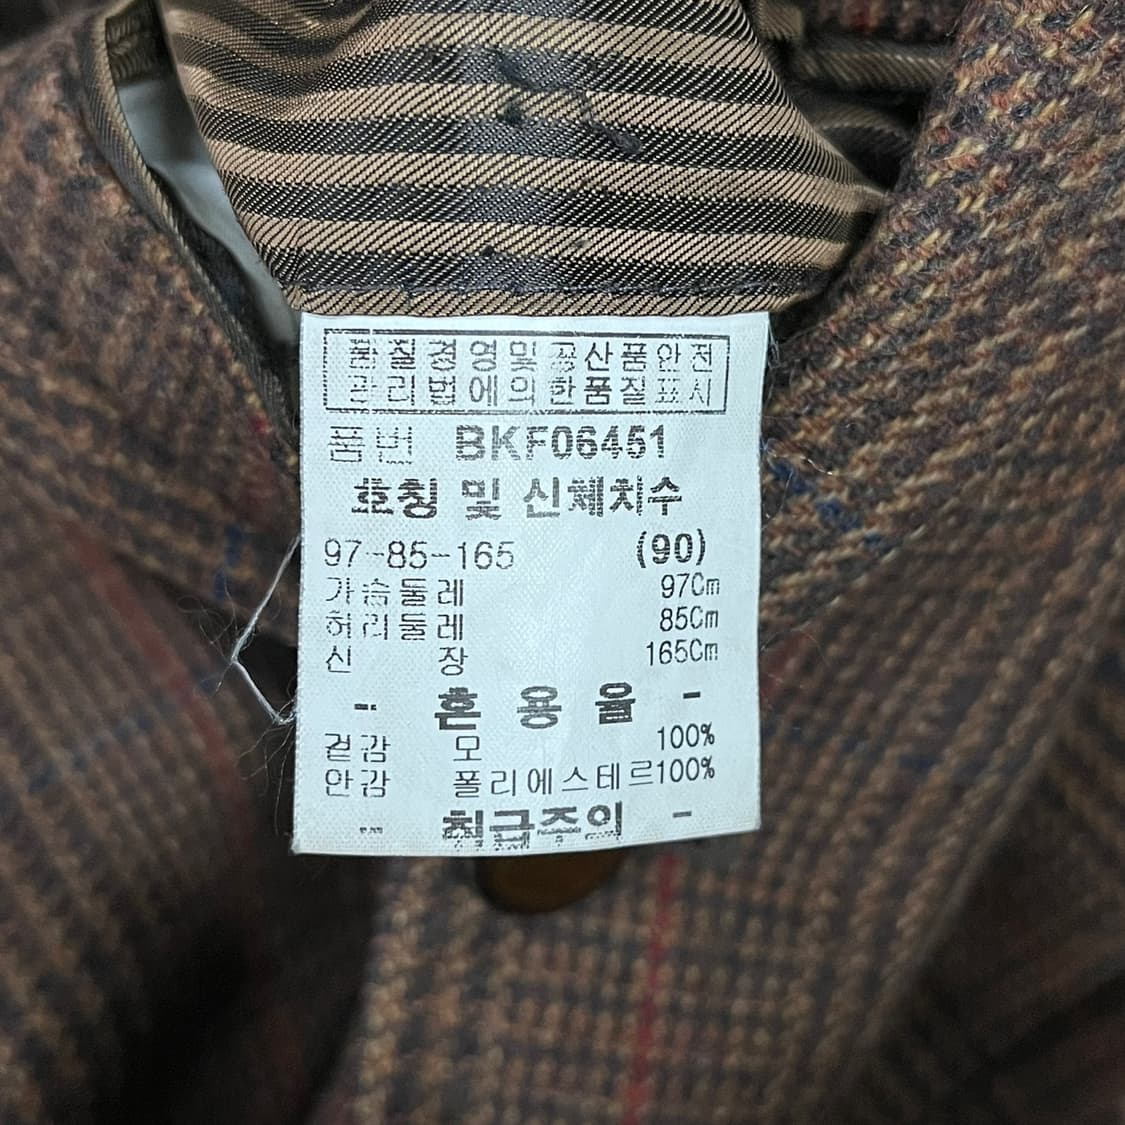 품질경영및공산품안전
관리법에의한품질표시
품번 BKF06451
호칭 및 신체치수
97-85-165 (90)
가슴둘레 97Cm
허리둘레 85Cm
신 장 165Cm
- 혼 용 율 -
겉감 모 100%
안감 폴리에스테르100%
- 취급주의 -